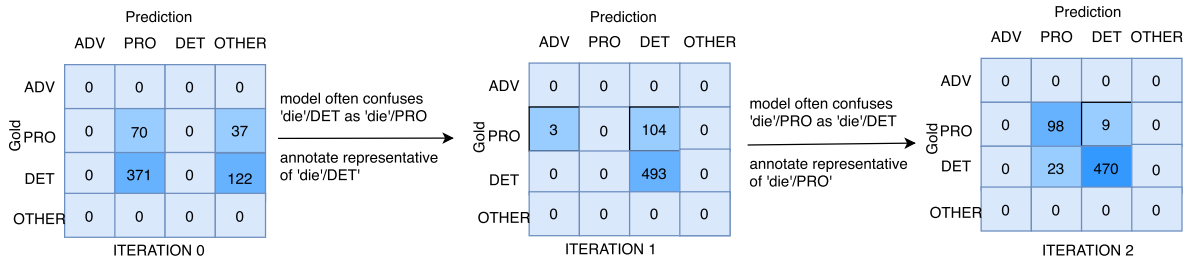 Prediction
ADV PRO DET OTHER
ADV 0 0 0 0
Gold
PRO 0 70 0 37
DET 0 371 0 122
OTHER 0 0 0 0
ITERATION 0
model often confuses
'die'/DET as 'die'/PRO
annotate representative
of 'die'/DET'
Prediction
ADV PRO DET OTHER
ADV 0 0 0 0
Gold
PRO 3 0 104 0
DET 0 0 493 0
OTHER 0 0 0 0
ITERATION 1
model often confuses
'die'/PRO as 'die'/DET
annotate representative
of 'die'/PRO'
Prediction
ADV PRO DET OTHER
ADV 0 0 0 0
Gold
PRO 0 98 9 0
DET 0 23 470 0
OTHER 0 0 0 0
ITERATION 2